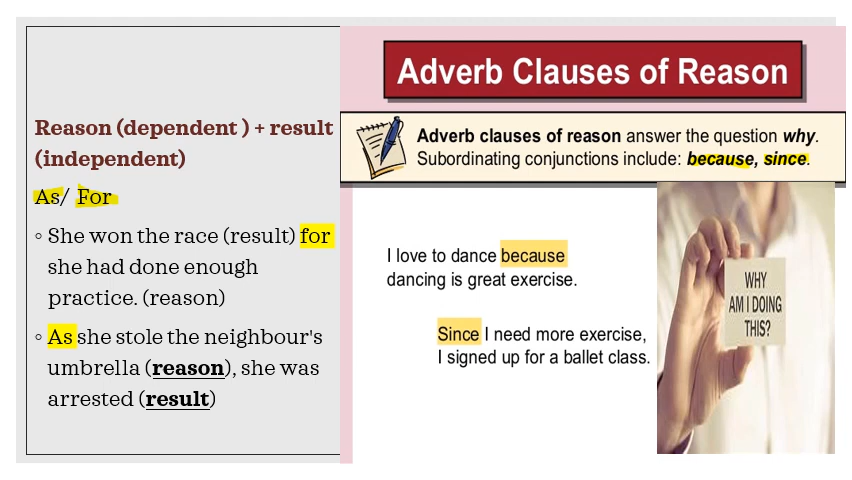 Reason (dependent ) + result
(independent)
As/ For
◦ She won the race (result) for
she had done enough
practice. (reason)
◦ As she stole the neighbour's
umbrella (reason), she was
arrested (result)
Adverb Clauses of Reason
Adverb clauses of reason answer the question why.
Subordinating conjunctions include: because, since.
I love to dance because
dancing is great exercise.
Since I need more exercise,
I signed up for a ballet class.
WHY
AM I DOING
THIS?